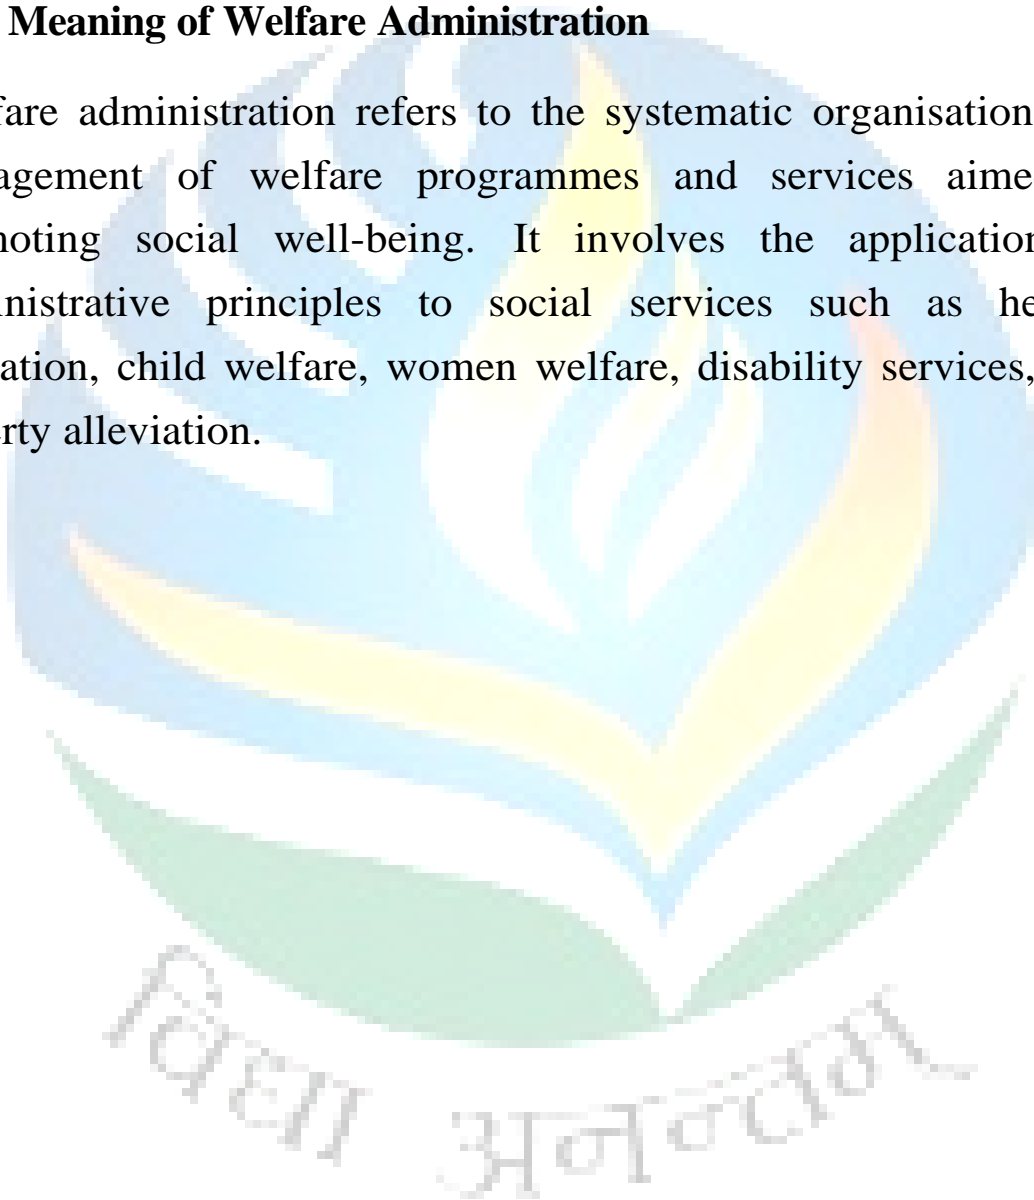 Meaning of Welfare Administration
fare administration refers to the systematic organisation
agement of welfare programmes and services aime
noting social well-being. It involves the application
inistrative principles to social services such as he
ation, child welfare, women welfare, disability services,
erty alleviation.
विद्या अनन्तम्